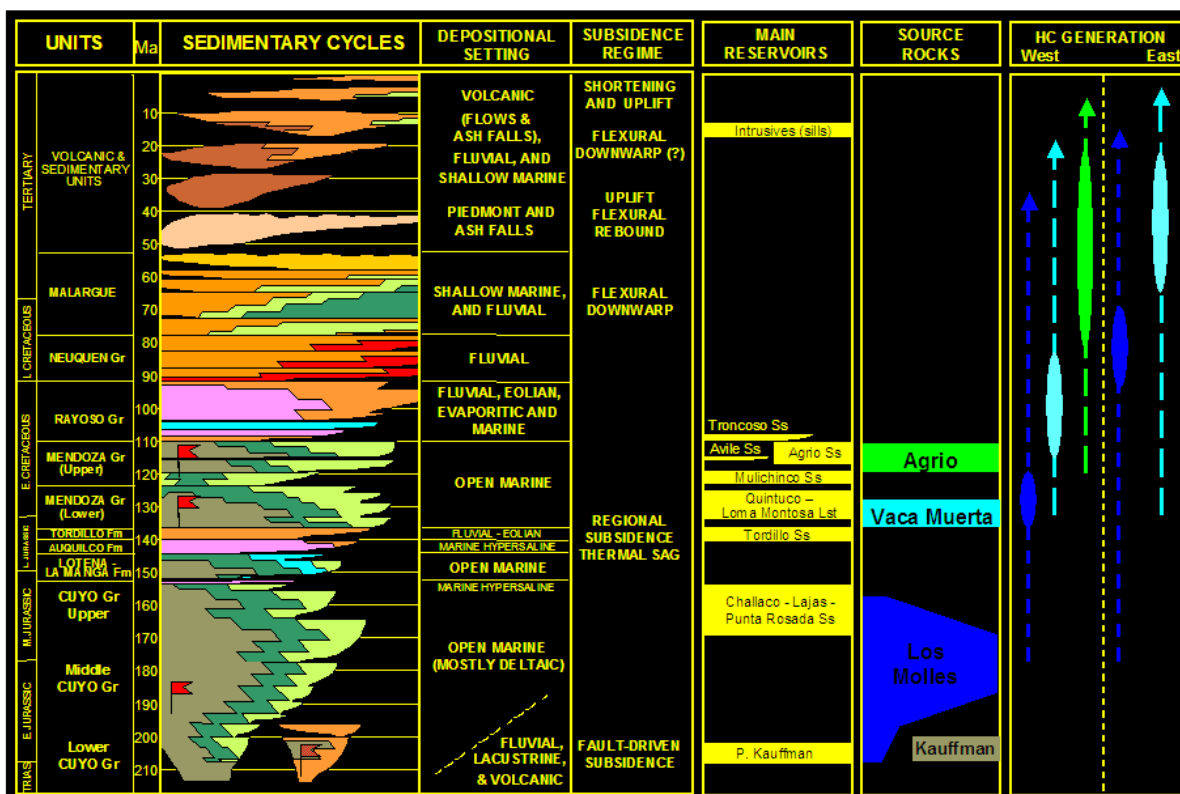 UNITS
Ma
SEDIMENTARY CYCLES
DEPOSITIONAL
SETTING
SUBSIDENCE
REGIME
MAIN
RESERVOIRS
SOURCE
ROCKS
HC GENERATION
West
East
TERTIARY
L CRETACEOUS
E. CRETACEOUS
L. JURASSIC
M. JURASSIC
E. JURASSIC
TRIAS
VOLCANIC &
SEDIMENTARY
UNITS
MALARGUE
NEUQUEN Gr
RAYOSO Gr
MENDOZA Gr
(Upper)
MENDOZA Gr
(Lower)
TORDILLO Fm
AUQUILCO Fm
LOTENA -
LA MANGA Fm
CUYO Gr
Upper
Middle
CUYO Gr
Lower
CUYO Gr
10
20
30
40
50
60
70
80
90
100
110
120
130
140
150
160
170
180
190
200
210
VOLCANIC
(FLOWS &
ASH FALLS),
FLUVIAL, AND
SHALLOW MARINE
PIEDMONT AND
ASH FALLS
SHALLOW MARINE,
AND FLUVIAL
FLUVIAL
FLUVIAL, EOLIAN,
EVAPORITIC AND
MARINE
OPEN MARINE
FLUVIAL - EOLIAN
MARINE HYPERSALINE
OPEN MARINE
MARINE HYPERSALINE
OPEN MARINE
(MOSTLY DELTAIC)
FLUVIAL,
LACUSTRINE,
& VOLCANIC
SHORTENING
AND UPLIFT
FLEXURAL
DOWNWARP (?)
UPLIFT
FLEXURAL
REBOUND
FLEXURAL
DOWNWARP
REGIONAL
SUBSIDENCE
THERMAL SAG
FAULT-DRIVEN
SUBSIDENCE
Intrusives (sills)
Troncoso Ss
Avile Ss
Agrio Ss
Mulichinco Ss
Quintuco –
Loma Montosa Lst
Tordillo Ss
Challaco - Lajas -
Punta Rosada Ss
P. Kauffman
Agrio
Vaca Muerta
Los
Molles
Kauffman